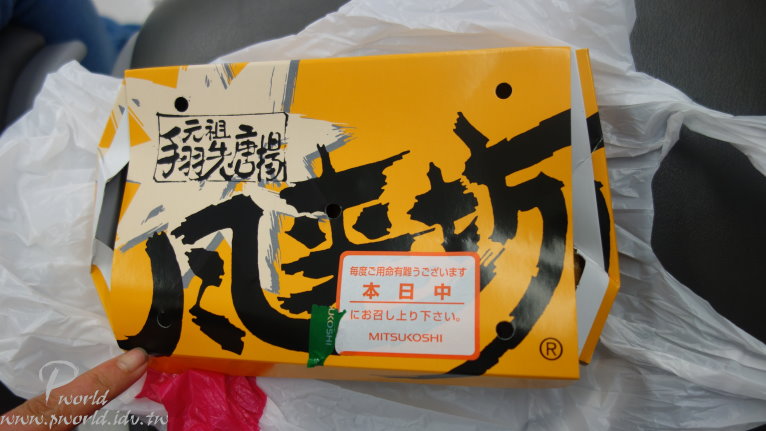 元祖
手羽先唐揚
風来坊
毎度ご用命有難うございます
本日中
にお召し上り下さい。
MITSUKOSHI
SUKOSHI
®
Pworld
www.pworld.idv.tw